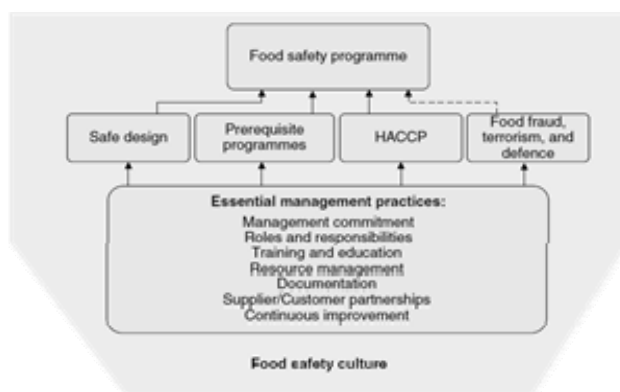 Food safety programme
Safe design
Prerequisite
programmes
HACCP
Food fraud,
terrorism, and
defence
Essential management practices:
Management commitment
Roles and responsibilities
Training and education
Resource management
Documentation
Supplier/Customer partnerships
Continuous improvement
Food safety culture